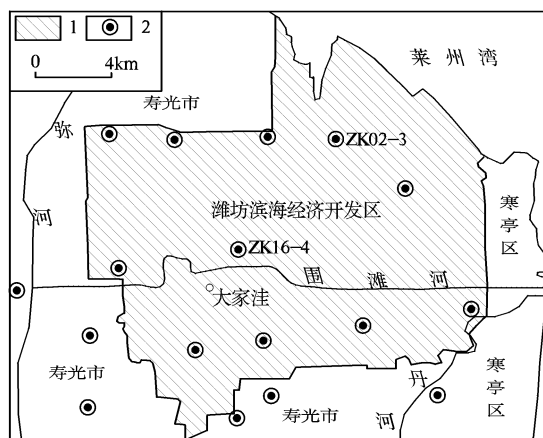 1 2
0 4km
莱州湾
寿光市
弥河
ZK02-3
寒亭区
潍坊滨海经济开发区
ZK16-4
围滩河
大家洼
寿光市
丹河
寒亭区
寿光市